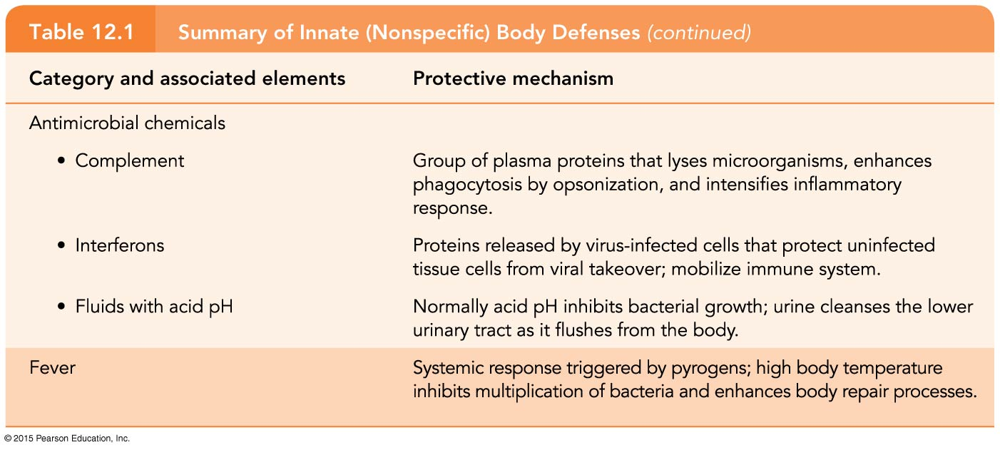 Table 12.1 Summary of Innate (Nonspecific) Body Defenses (continued)
Category and associated elements Protective mechanism
Antimicrobial chemicals
• Complement Group of plasma proteins that lyses microorganisms, enhances
phagocytosis by opsonization, and intensifies inflammatory
response.
• Interferons Proteins released by virus-infected cells that protect uninfected
tissue cells from viral takeover; mobilize immune system.
• Fluids with acid pH Normally acid pH inhibits bacterial growth; urine cleanses the lower
urinary tract as it flushes from the body.
Fever Systemic response triggered by pyrogens; high body temperature
inhibits multiplication of bacteria and enhances body repair processes.
© 2015 Pearson Education, Inc.